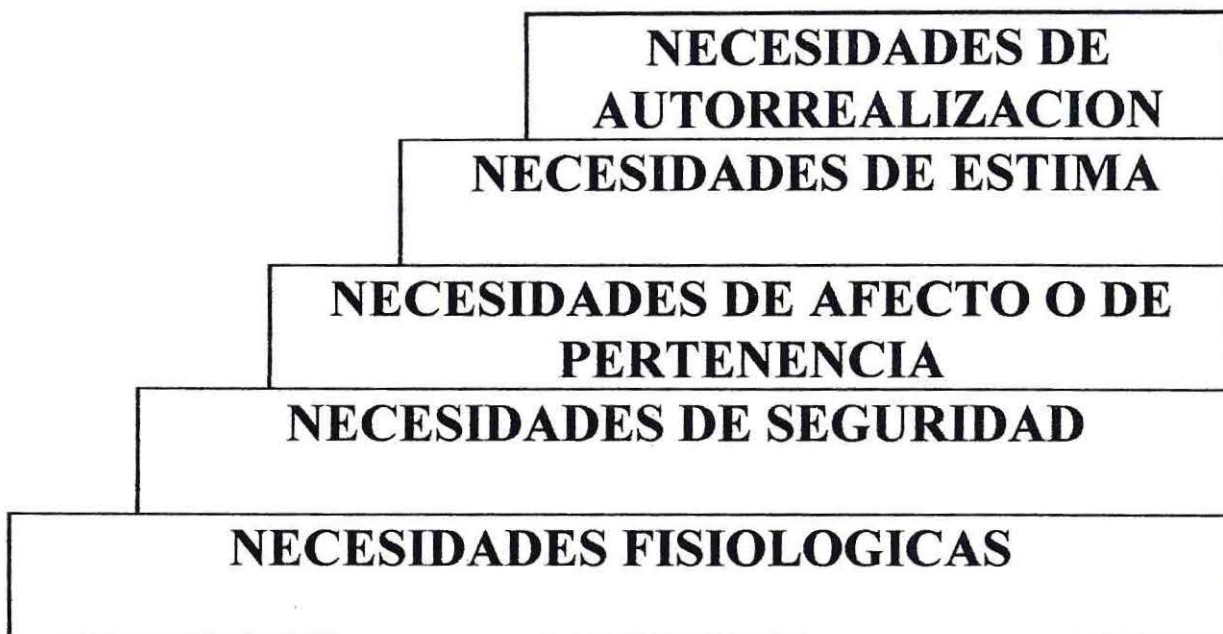 NECESIDADES DE
AUTORREALIZACION
NECESIDADES DE ESTIMA
NECESIDADES DE AFECTO O DE
PERTENENCIA
NECESIDADES DE SEGURIDAD
NECESIDADES FISIOLOGICAS